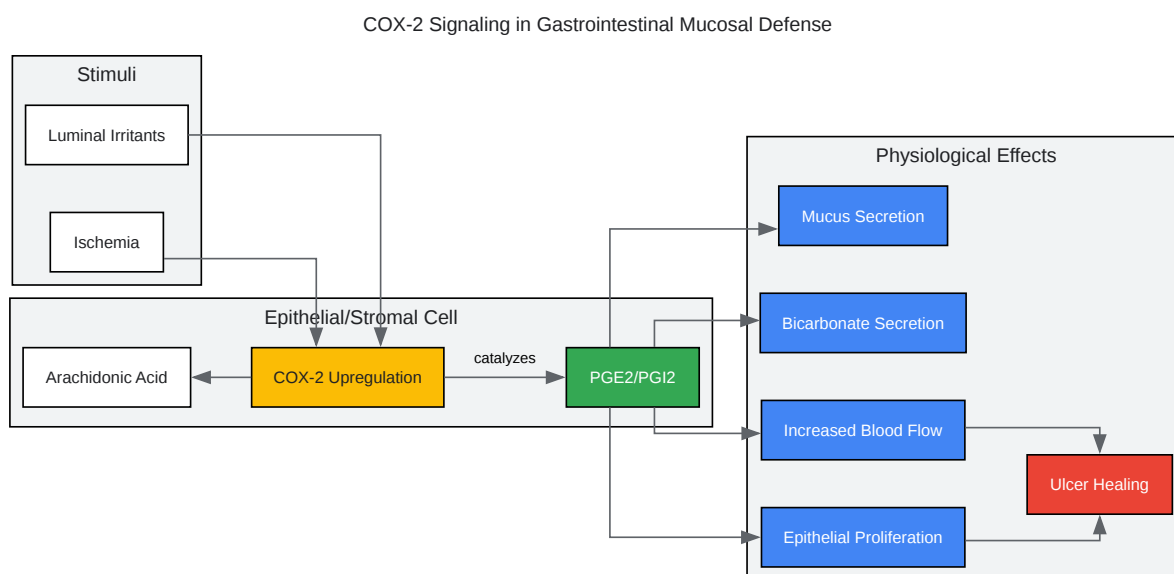 COX-2 Signaling in Gastrointestinal Mucosal Defense
Stimuli
Luminal Irritants
Ischemia
Epithelial/Stromal Cell
Arachidonic Acid
COX-2 Upregulation
catalyzes
PGE2/PGI2
Physiological Effects
Mucus Secretion
Bicarbonate Secretion
Increased Blood Flow
Ulcer Healing
Epithelial Proliferation